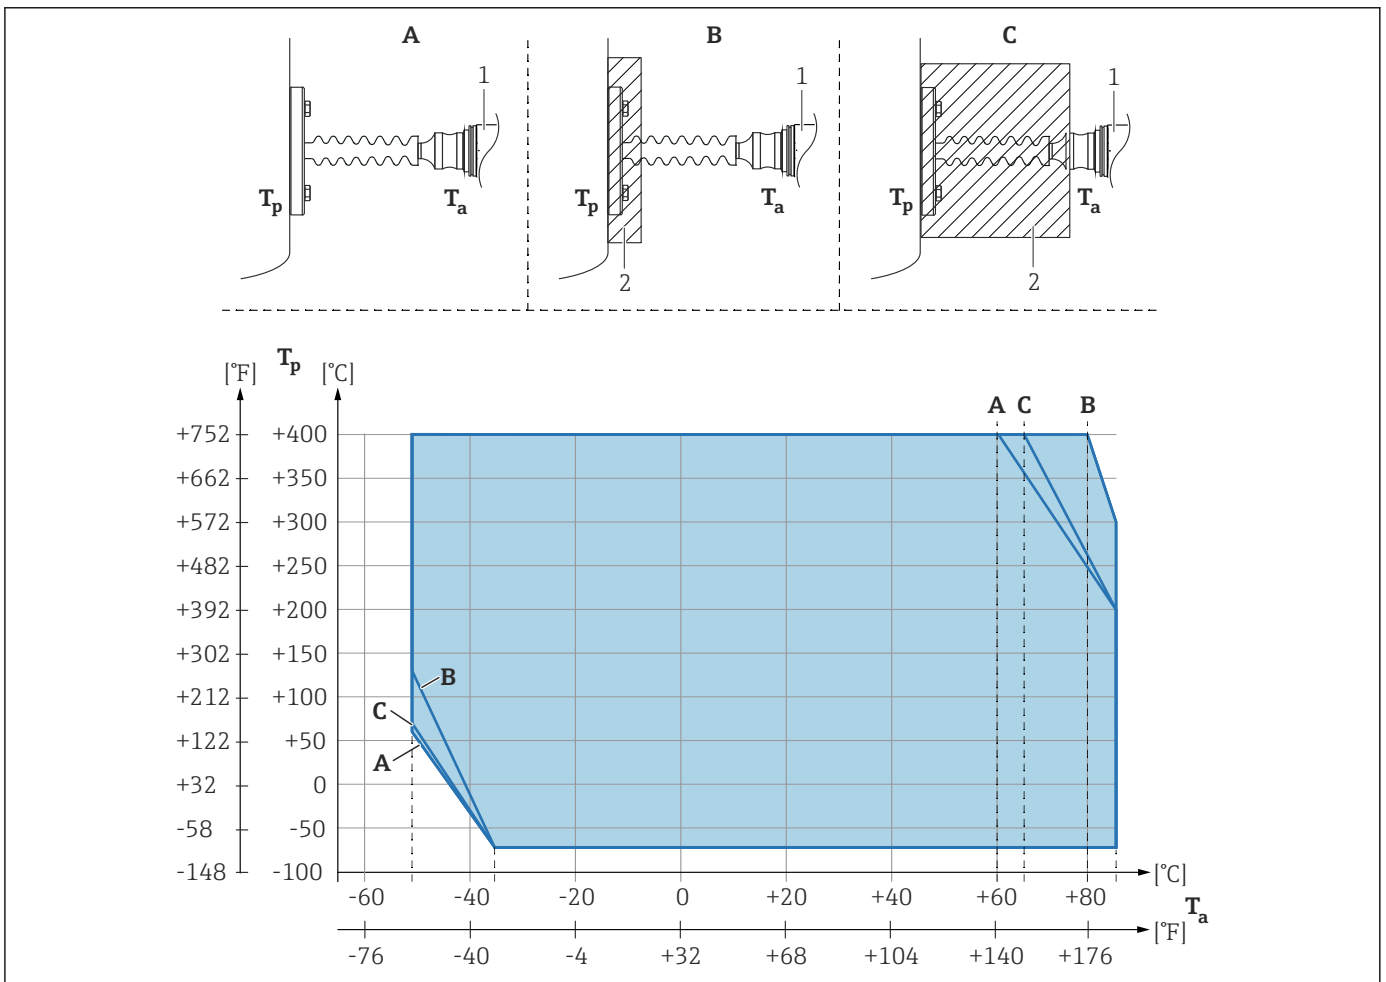 A B C
1 1 1
Tp Ta Tp Ta Tp Ta
2 2
Tp
[°F] [°C]
A C B
+752 +400
+662 +350
+572 +300
+482 +250
+392 +200
+302 +150
+212 +100
+122 +50
+32 0
-58 -50
-148 -100
B
C
A
-60 -40 -20 0 +20 +40 +60 +80 [°C]
Ta
-76 -40 -4 +32 +68 +104 +140 +176 [°F]